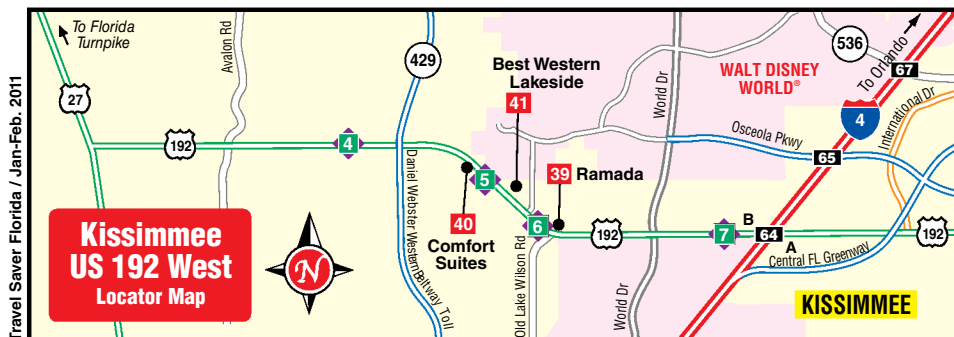 To Florida
Turnpike
Avalon Rd
429
Best Western
Lakeside
41
World Dr
WALT DISNEY
WORLD®
536
To Orlando
67
27
192
4
Daniel Webster Western Beltway Toll
5
40
Comfort
Suites
39
Ramada
6
Old Lake Wilson Rd
192
World Dr
Osceola Pkwy
4
65
International Dr
7
B
64
A
192
Central FL Greenway
KISSIMMEE
Kissimmee
US 192 West
Locator Map
N
Travel Saver Florida / Jan-Feb. 2011